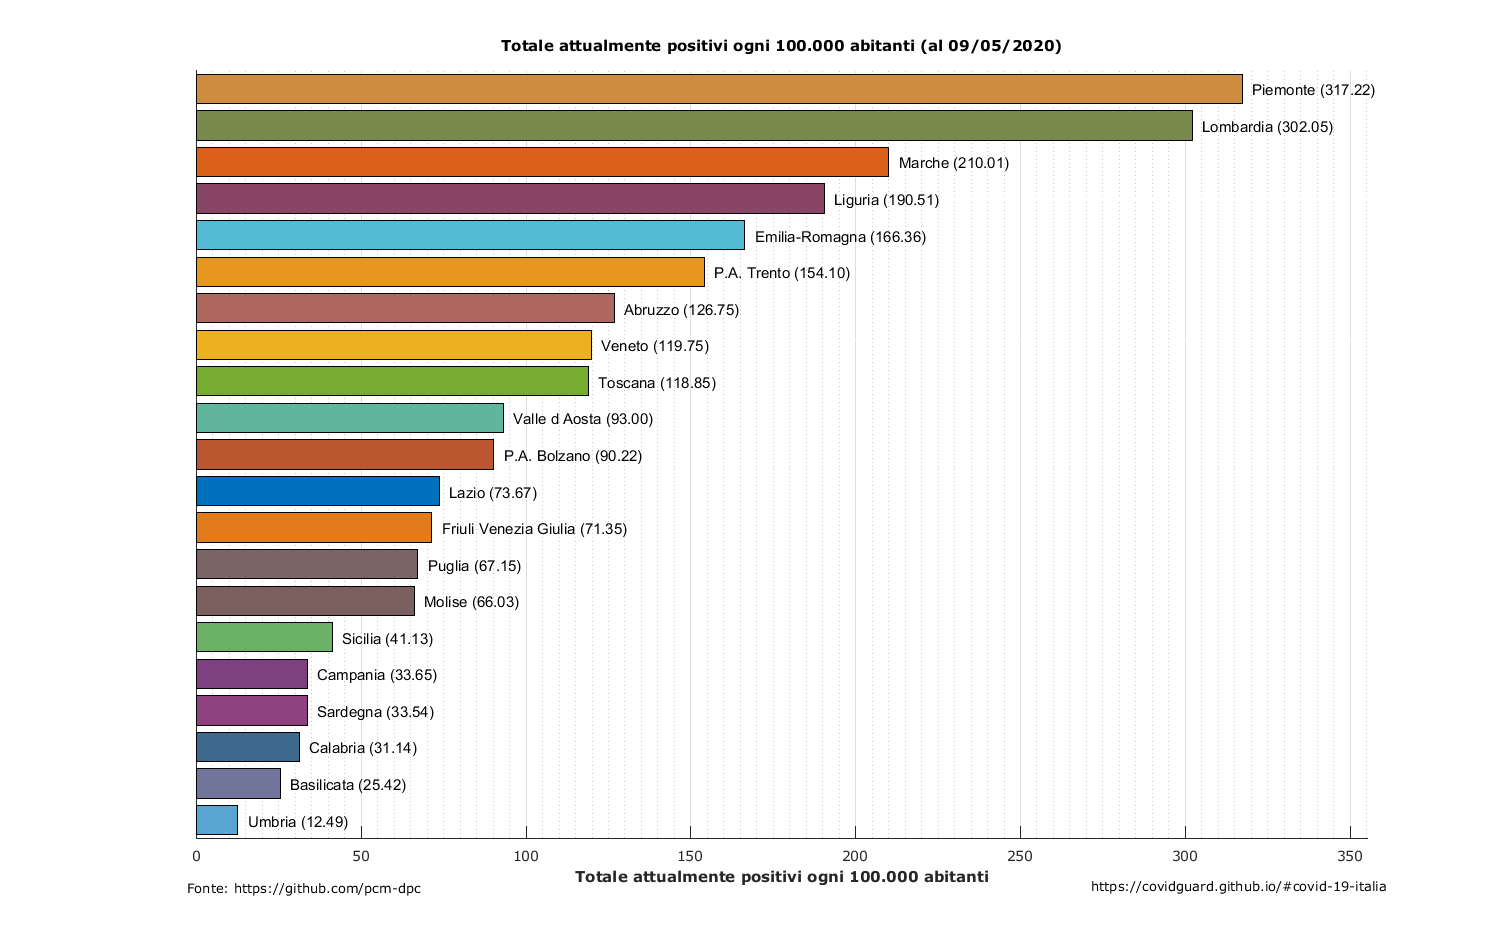 Totale attualmente positivi ogni 100.000 abitanti (al 09/05/2020)
Piemonte (317.22)
Lombardia (302.05)
Marche (210.01)
Liguria (190.51)
Emilia-Romagna (166.36)
P.A. Trento (154.10)
Abruzzo (126.75)
Veneto (119.75)
Toscana (118.85)
Valle d Aosta (93.00)
P.A. Bolzano (90.22)
Lazio (73.67)
Friuli Venezia Giulia (71.35)
Puglia (67.15)
Molise (66.03)
Sicilia (41.13)
Campania (33.65)
Sardegna (33.54)
Calabria (31.14)
Basilicata (25.42)
Umbria (12.49)
0 50 100 150 200 250 300 350
Totale attualmente positivi ogni 100.000 abitanti
Fonte: https://github.com/pcm-dpc
https://covidguard.github.io/#covid-19-italia